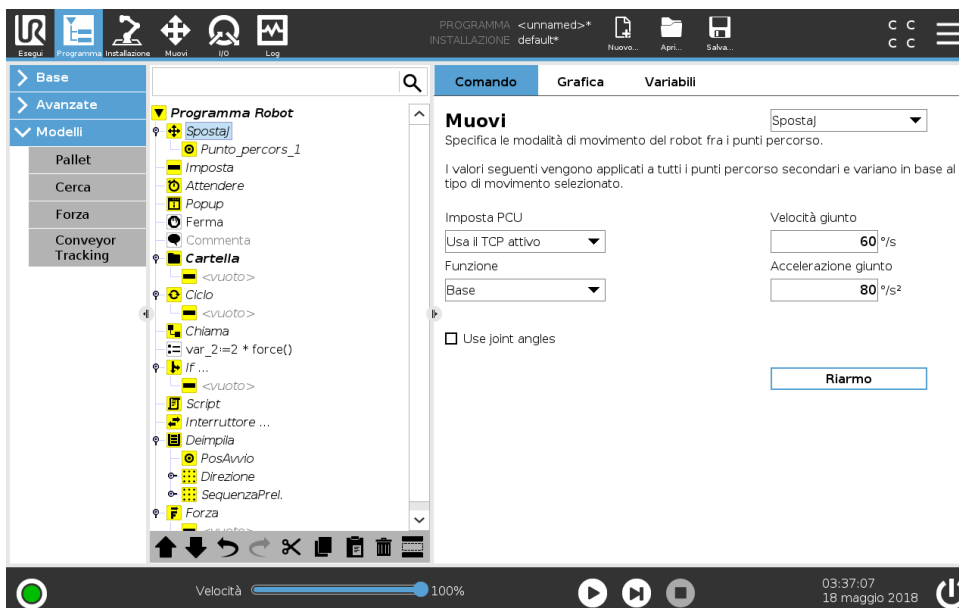 PROGRAMMA <unnamed>*
INSTALLAZIONE default*
Esegui
Programma
Installazione
Muovi
I/O
Log
Nuovo...
Apri...
Salva...
C C
C C
Base
Avanzate
Modelli
Pallet
Cerca
Forza
Conveyor
Tracking
Programma Robot
SpostaJ
Punto_percors_1
Imposta
Attendere
Popup
Ferma
Commenta
Cartella
<vuoto>
Ciclo
<vuoto>
Chiama
var_2:=2 * force()
If ...
<vuoto>
Script
Interruttore ...
Deimpila
PosAvvio
Direzione
SequenzaPrel.
Forza
<vuoto>
Comando
Grafica
Variabili
Muovi
SpostaJ
Specifica le modalità di movimento del robot fra i punti percorso.
I valori seguenti vengono applicati a tutti i punti percorso secondari e variano in base al
tipo di movimento selezionato.
Imposta PCU
Velocità giunto
Usa il TCP attivo
60 °/s
Funzione
Accelerazione giunto
Base
80 °/s²
Use joint angles
Riarmo
Velocità
100%
03:37:07
18 maggio 2018